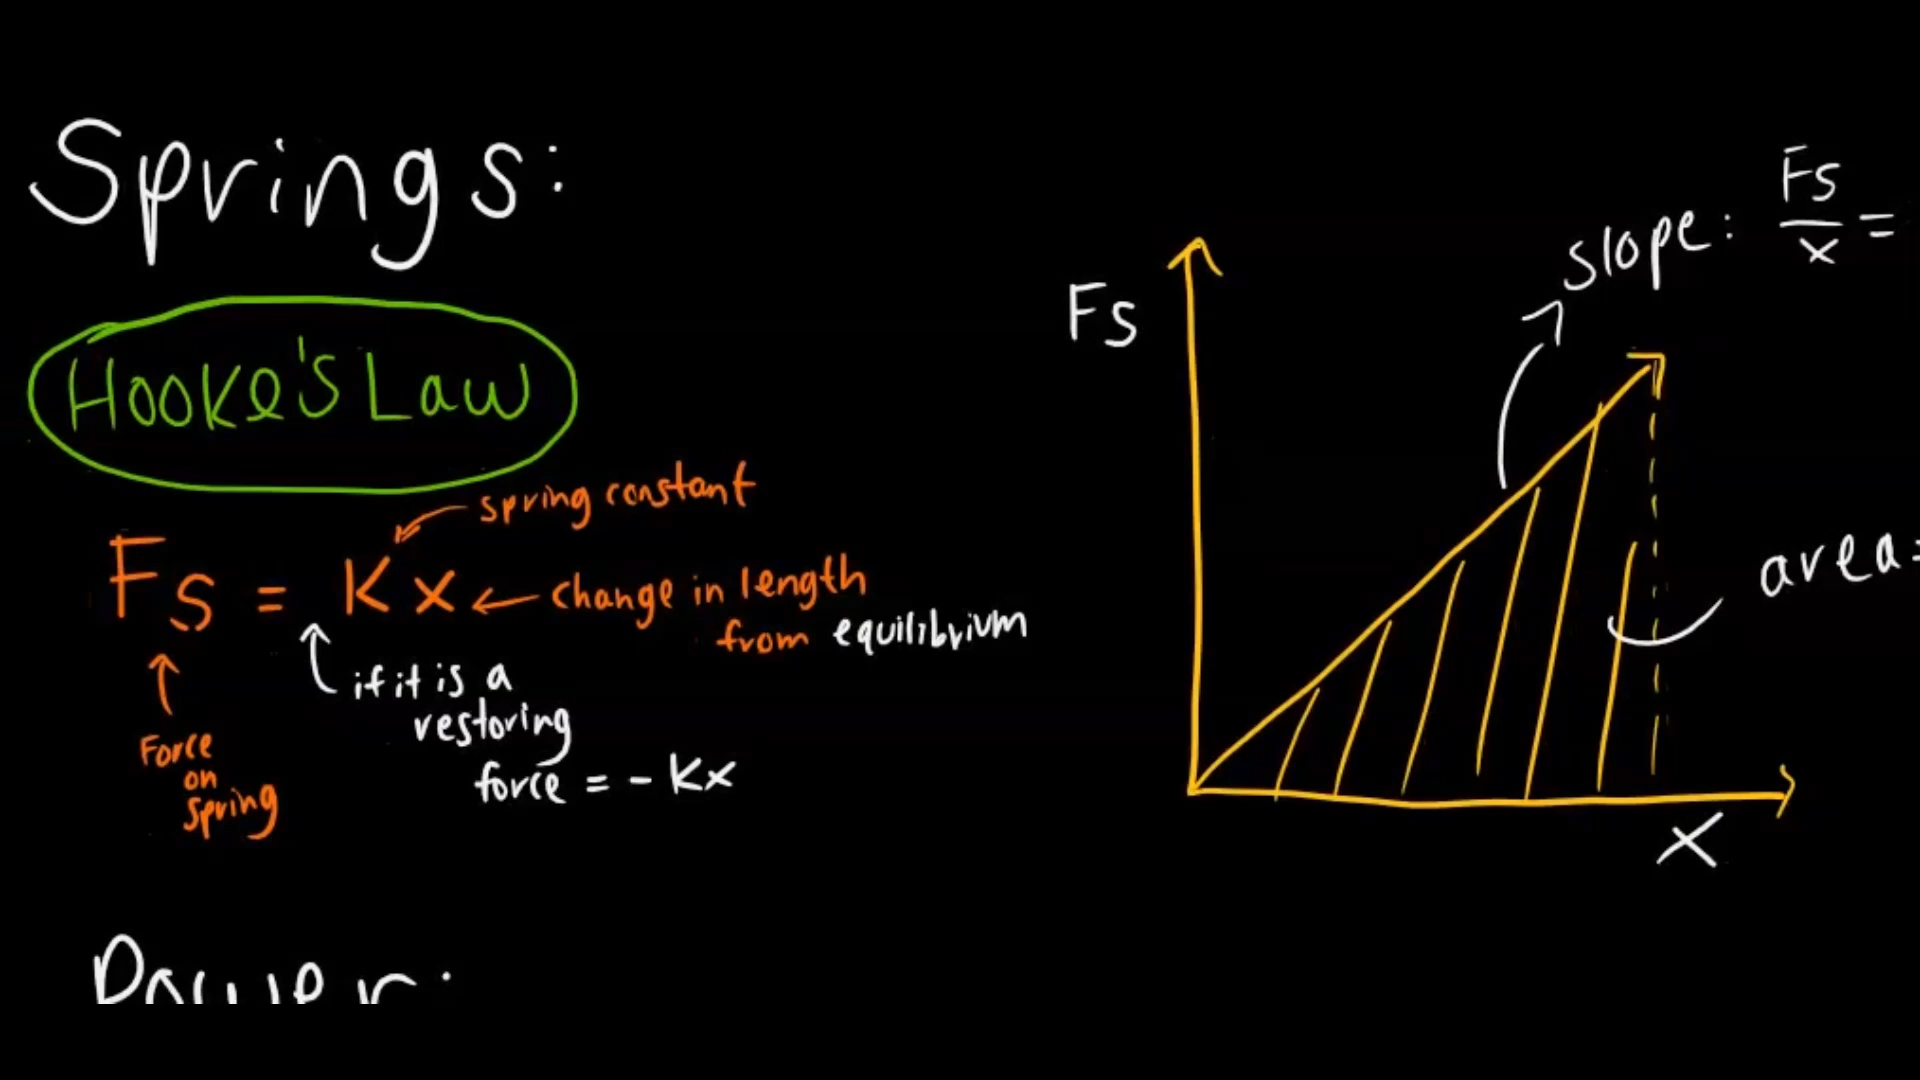 Springs:
Hooke's Law
spring constant
Fs = Kx
change in length
from equilibrium
if it is a
restoring
force = - Kx
Force
on
spring
Fs
slope: Fs/x =
area=
X